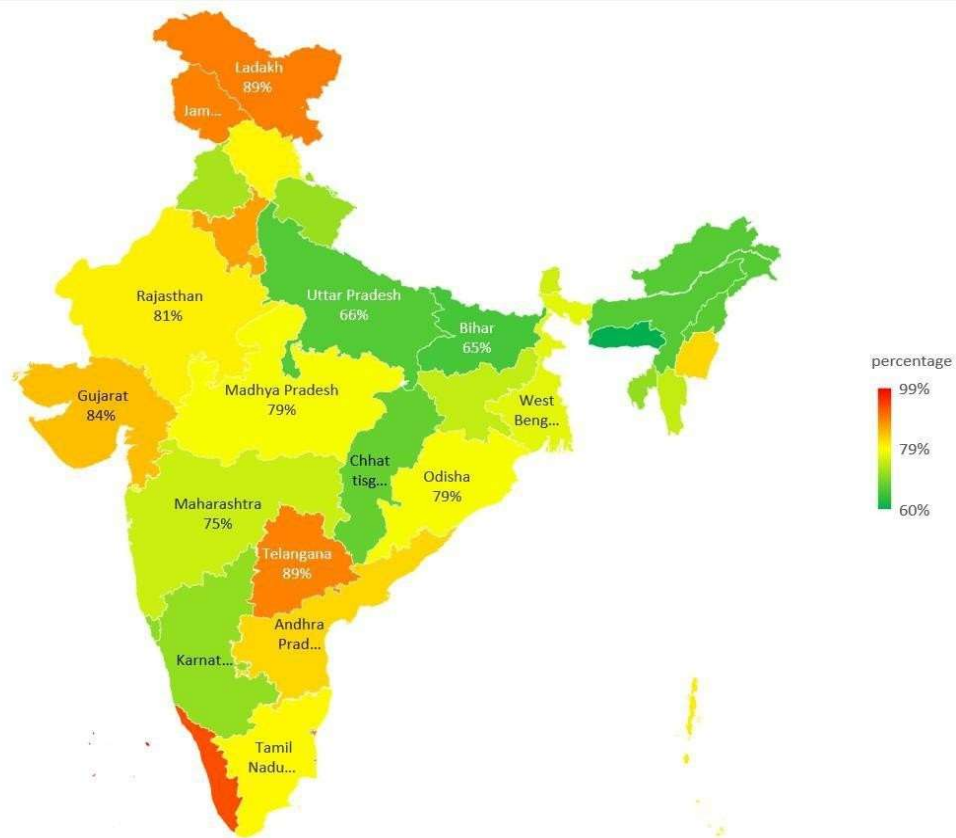 Ladakh
89%
Jam...
Rajasthan
81%
Uttar Pradesh
66%
Bihar
65%
Gujarat
84%
Madhya Pradesh
79%
West
Beng...
Chhat
tisg...
Odisha
79%
Maharashtra
75%
Telangana
89%
Andhra
Prad...
Karnat...
Tamil
Nadu...
percentage
99%
79%
60%